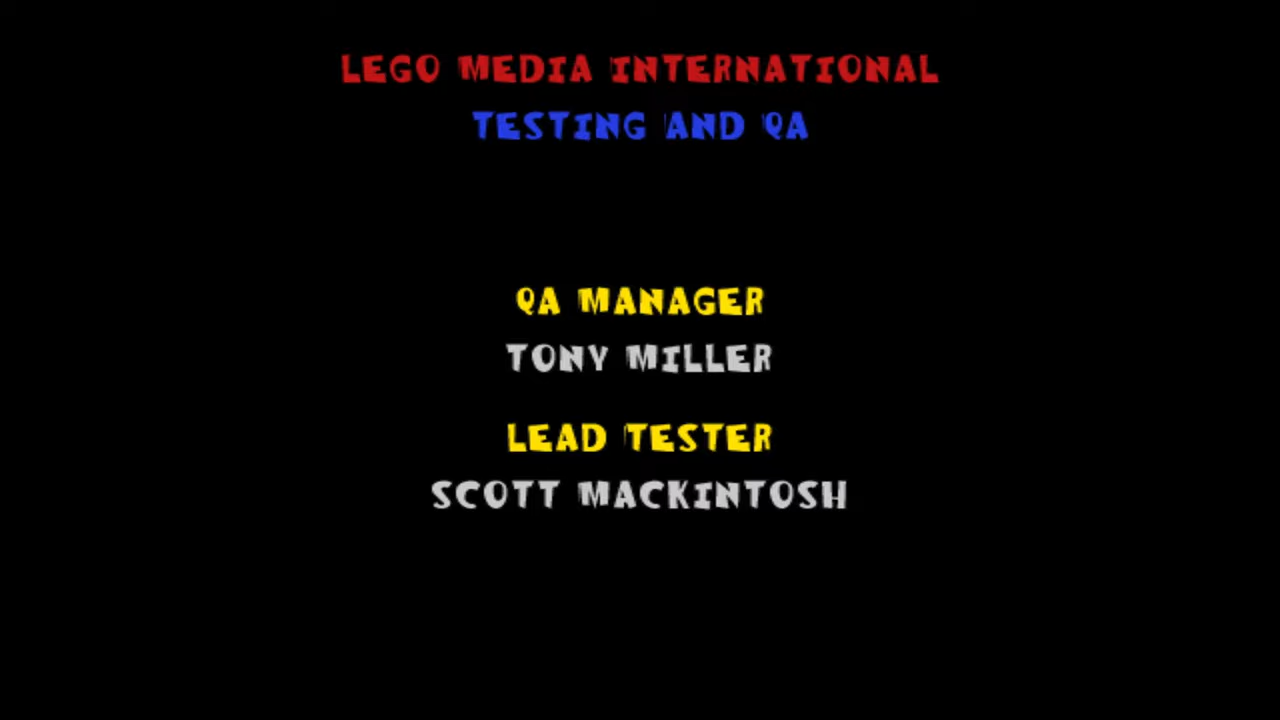 LEGO MEDIA INTERNATIONAL
TESTING AND QA
QA MANAGER
TONY MILLER
LEAD TESTER
SCOTT MACKINTOSH